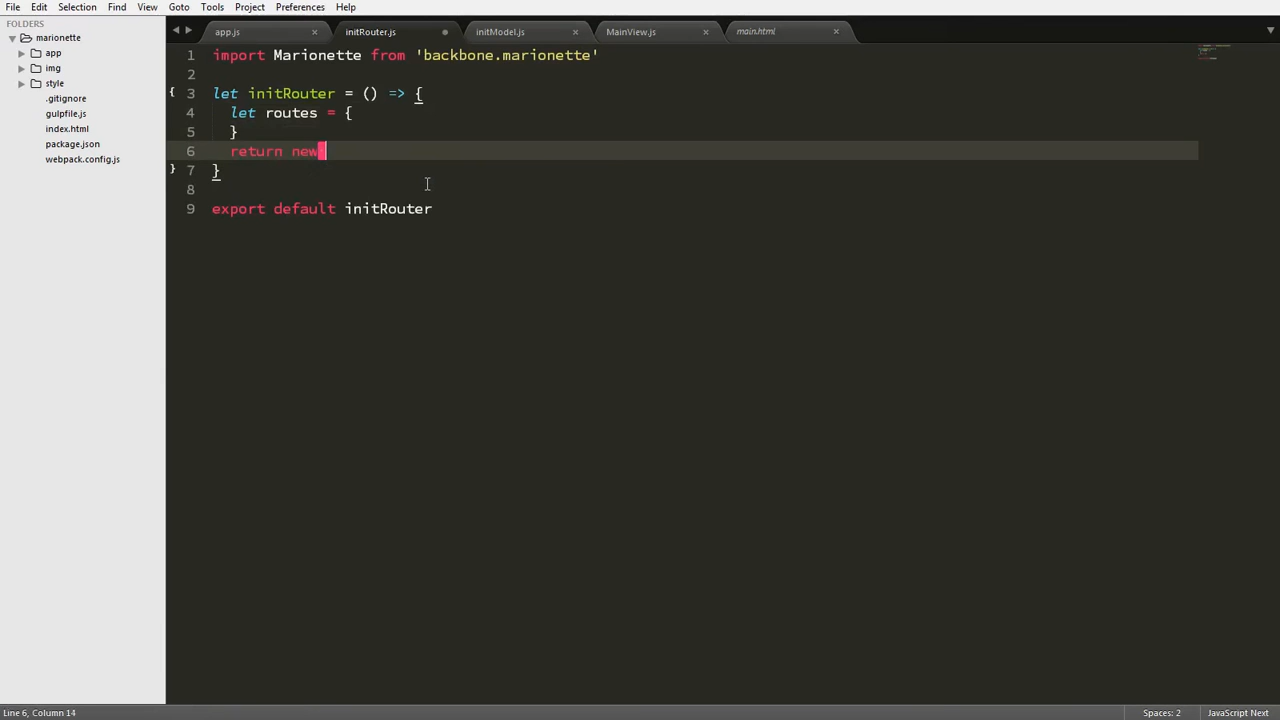 File Edit Selection Find View Goto Tools Project Preferences Help
FOLDERS
marionette
app
img
style
.gitignore
gulpfile.js
index.html
package.json
webpack.config.js
app.js × initRouter.js initModel.js × MainView.js × main.html ×
1 import Marionette from 'backbone.marionette'
2
3 let initRouter = () => {
4 let routes = {
5 }
6 return new
7 }
8
9 export default initRouter
Line 6, Column 14 Spaces: 2 JavaScript Next